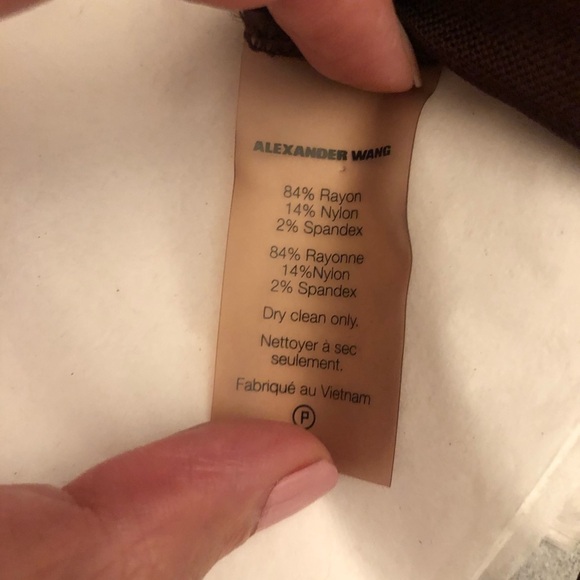 ALEXANDER WANG
84% Rayon
14% Nylon
2% Spandex
84% Rayonne
14%Nylon
2% Spandex
Dry clean only.
Nettoyer à sec
seulement.
Fabriqué au Vietnam
P